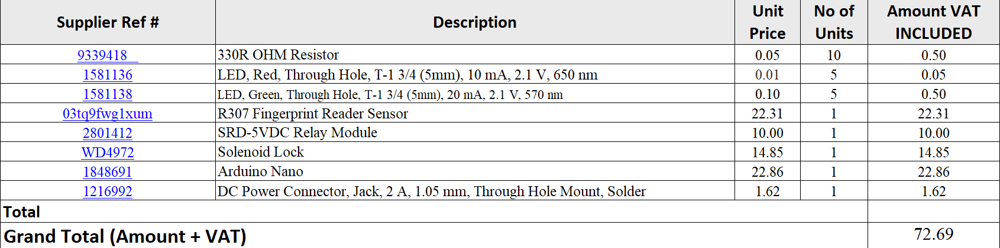 Supplier Ref # Description Unit Price No of Units Amount VAT INCLUDED
9339418 330R OHM Resistor 0.05 10 0.50
1581136 LED, Red, Through Hole, T-1 3/4 (5mm), 10 mA, 2.1 V, 650 nm 0.01 5 0.05
1581138 LED, Green, Through Hole, T-1 3/4 (5mm), 20 mA, 2.1 V, 570 nm 0.10 5 0.50
03tq9fwg1xum R307 Fingerprint Reader Sensor 22.31 1 22.31
2801412 SRD-5VDC Relay Module 10.00 1 10.00
WD4972 Solenoid Lock 14.85 1 14.85
1848691 Arduino Nano 22.86 1 22.86
1216992 DC Power Connector, Jack, 2 A, 1.05 mm, Through Hole Mount, Solder 1.62 1 1.62
Total
Grand Total (Amount + VAT) 72.69